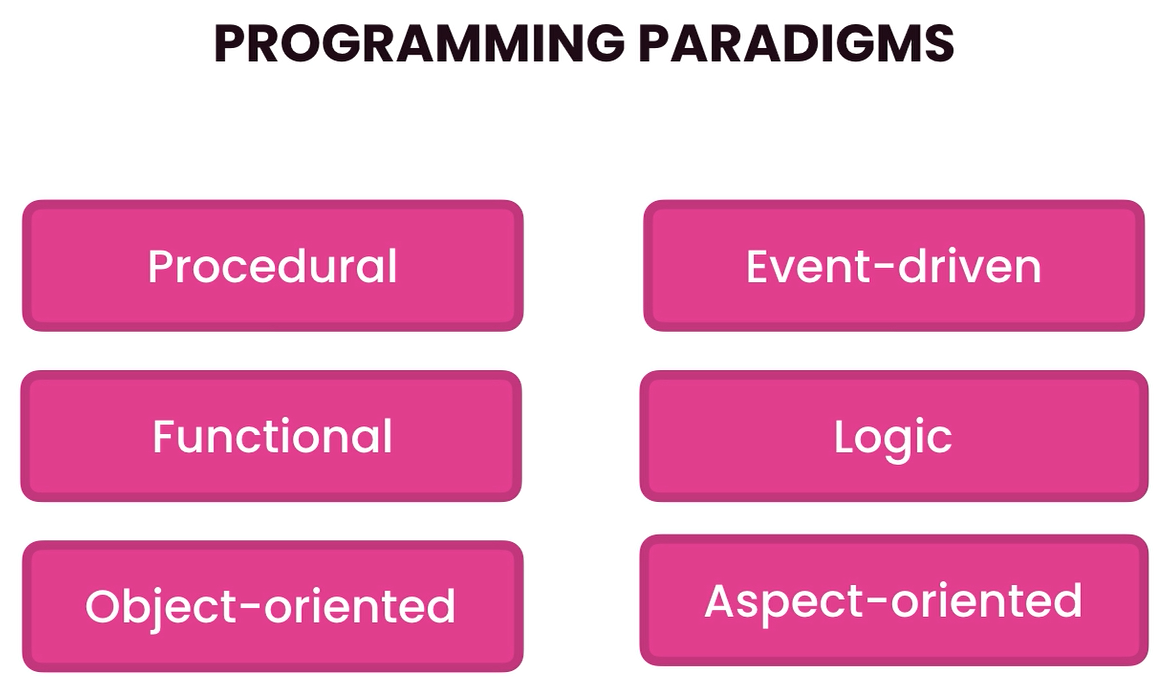 PROGRAMMING PARADIGMS
Procedural
Event-driven
Functional
Logic
Object-oriented
Aspect-oriented